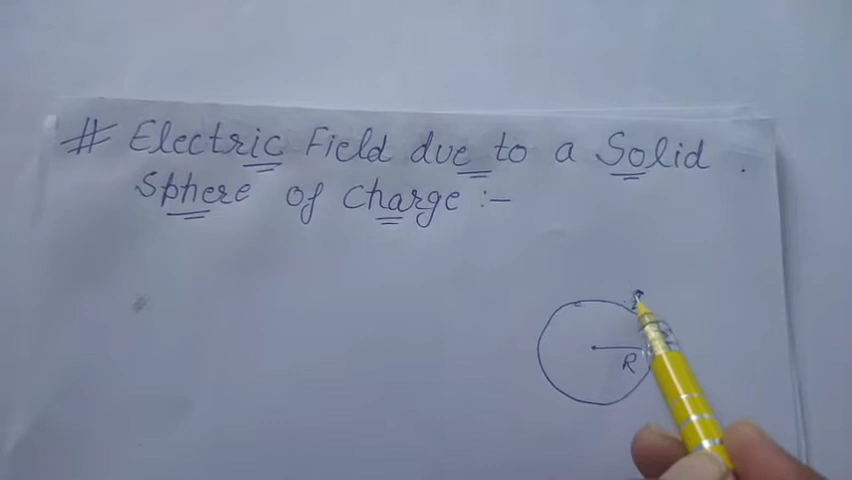 # Electric Field due to a Solid .
Sphere of Charge :-
R